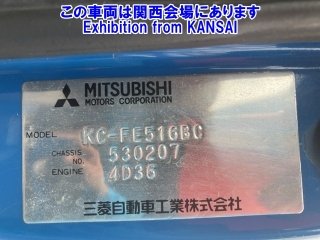 この車両は関西会場にあります
Exhibition from KANSAI
MITSUBISHI
MOTORS CORPORATION
MODEL KC-FE516BC
CHASSIS NO. 530207
ENGINE 4D36
三菱自動車工業株式会社